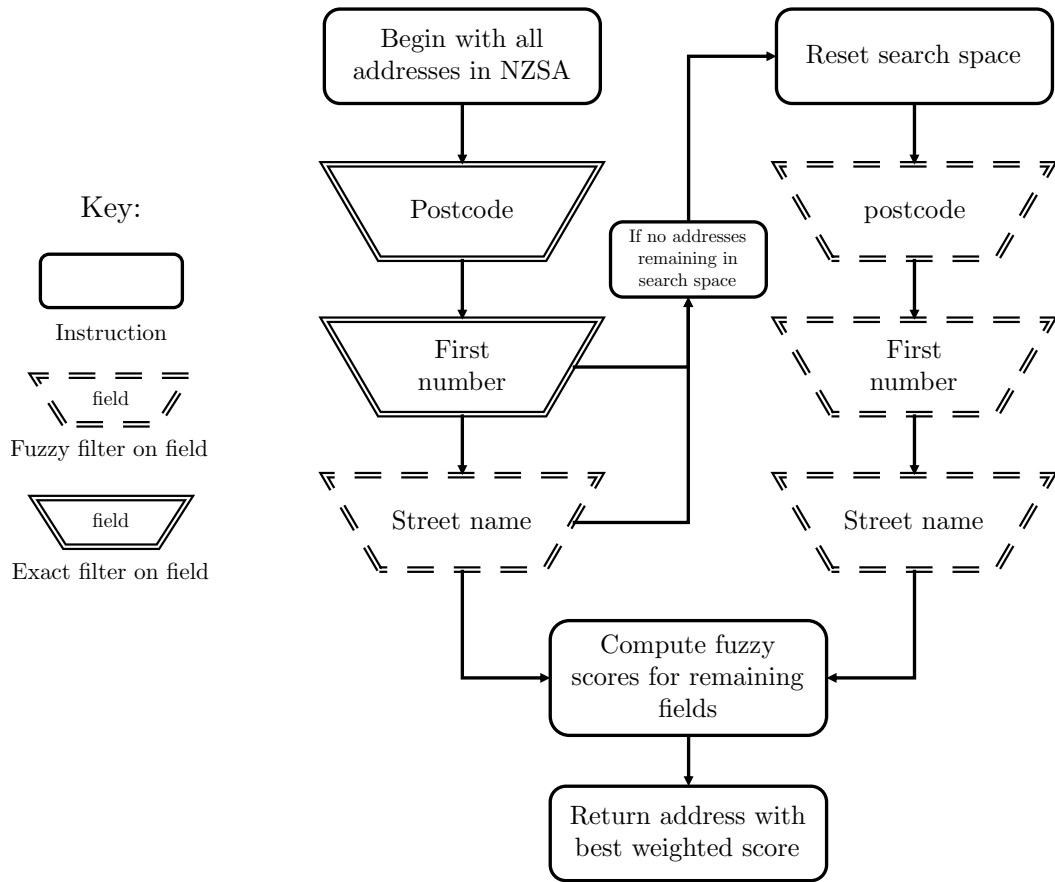 Begin with all
addresses in NZSA
Reset search space
Key:
Instruction
field
Fuzzy filter on field
field
Exact filter on field
Postcode
First
number
Street name
If no addresses
remaining in
search space
postcode
First
number
Street name
Compute fuzzy
scores for remaining
fields
Return address with
best weighted score